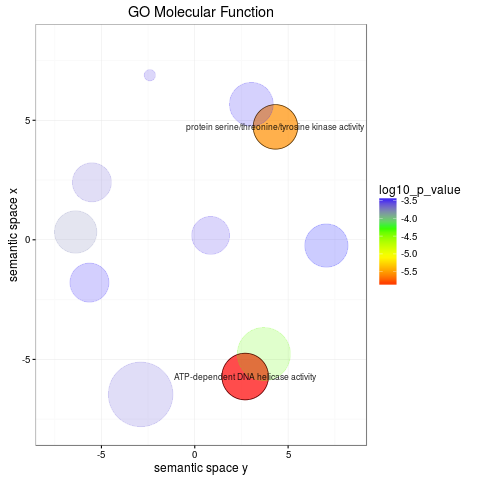 GO Molecular Function
protein serine/threonine/tyrosine kinase activity
ATP-dependent DNA helicase activity
5
0
-5
semantic space x
-5
0
5
semantic space y
log10_p_value
-3.5
-4.0
-4.5
-5.0
-5.5